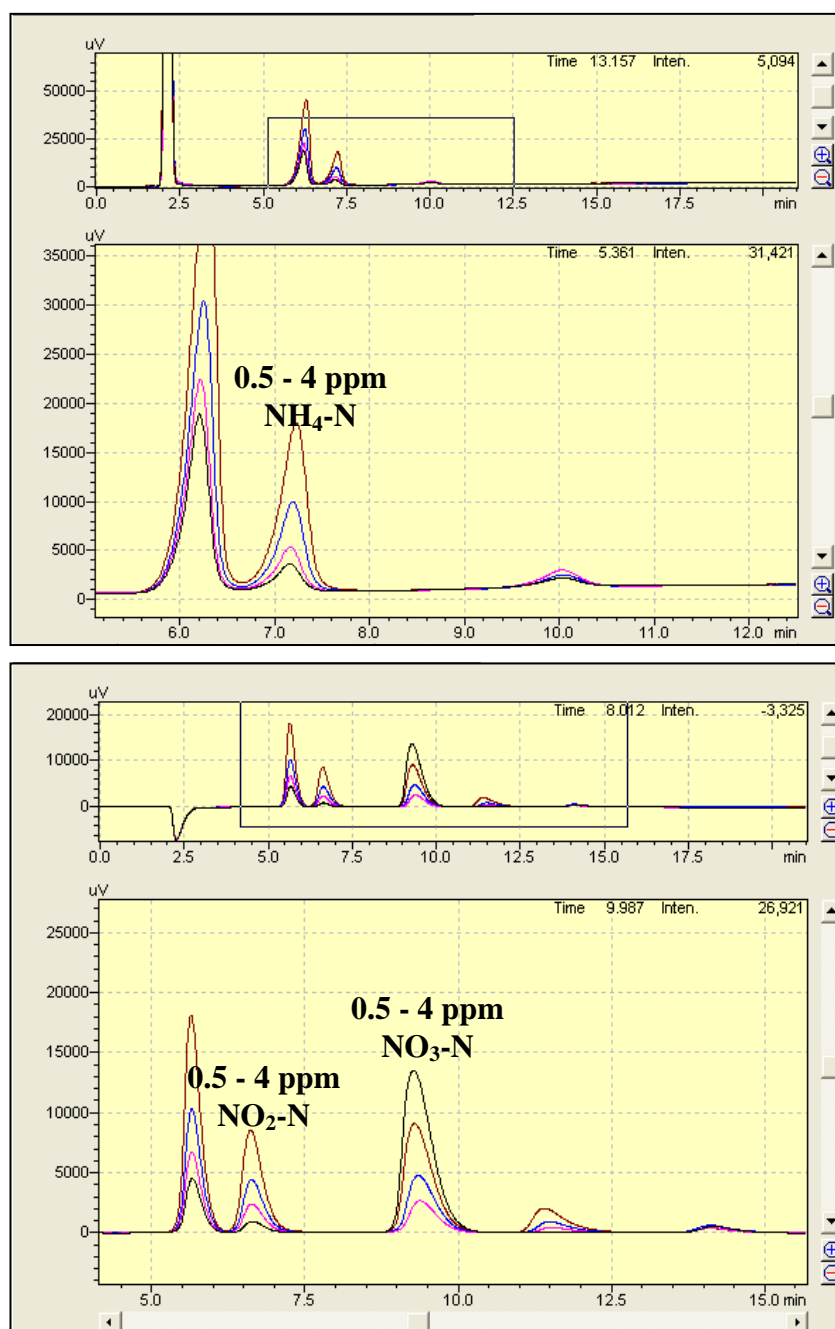 uV
Time 13.157 Inten. 5,094
50000
25000
0
0.0 2.5 5.0 7.5 10.0 12.5 15.0 17.5 min
uV
Time 5.361 Inten. 31,421
35000
30000
25000
20000
15000
10000
5000
0
0.5 - 4 ppm
NH₄-N
6.0 7.0 8.0 9.0 10.0 11.0 12.0 min
uV
Time 8.012 Inten. -3,325
20000
10000
0
0.0 2.5 5.0 7.5 10.0 12.5 15.0 17.5 min
uV
Time 9.987 Inten. 26,921
25000
20000
15000
10000
5000
0
0.5 - 4 ppm
NO₃-N
0.5 - 4 ppm
NO₂-N
5.0 7.5 10.0 12.5 15.0 min